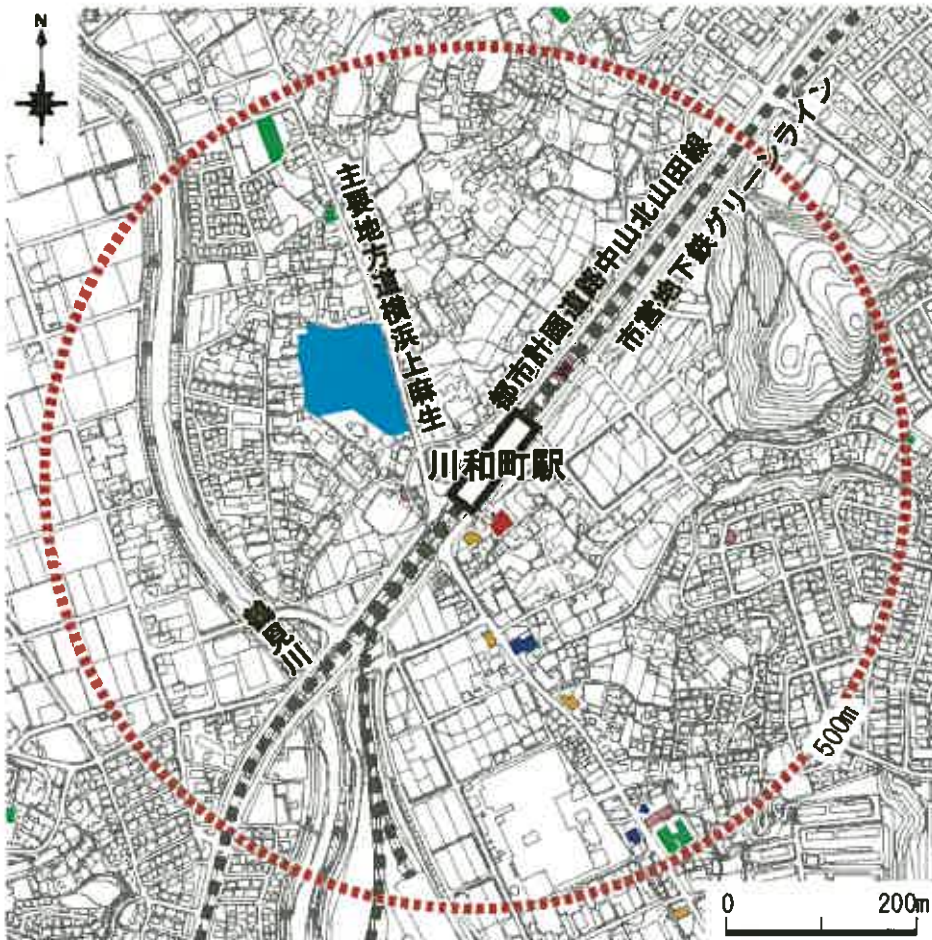 N
主要地方道横浜上麻生
都市計画道路中山北山田線
市営地下鉄グリーンライン
川和町駅
鶴見川
500m
0 200m